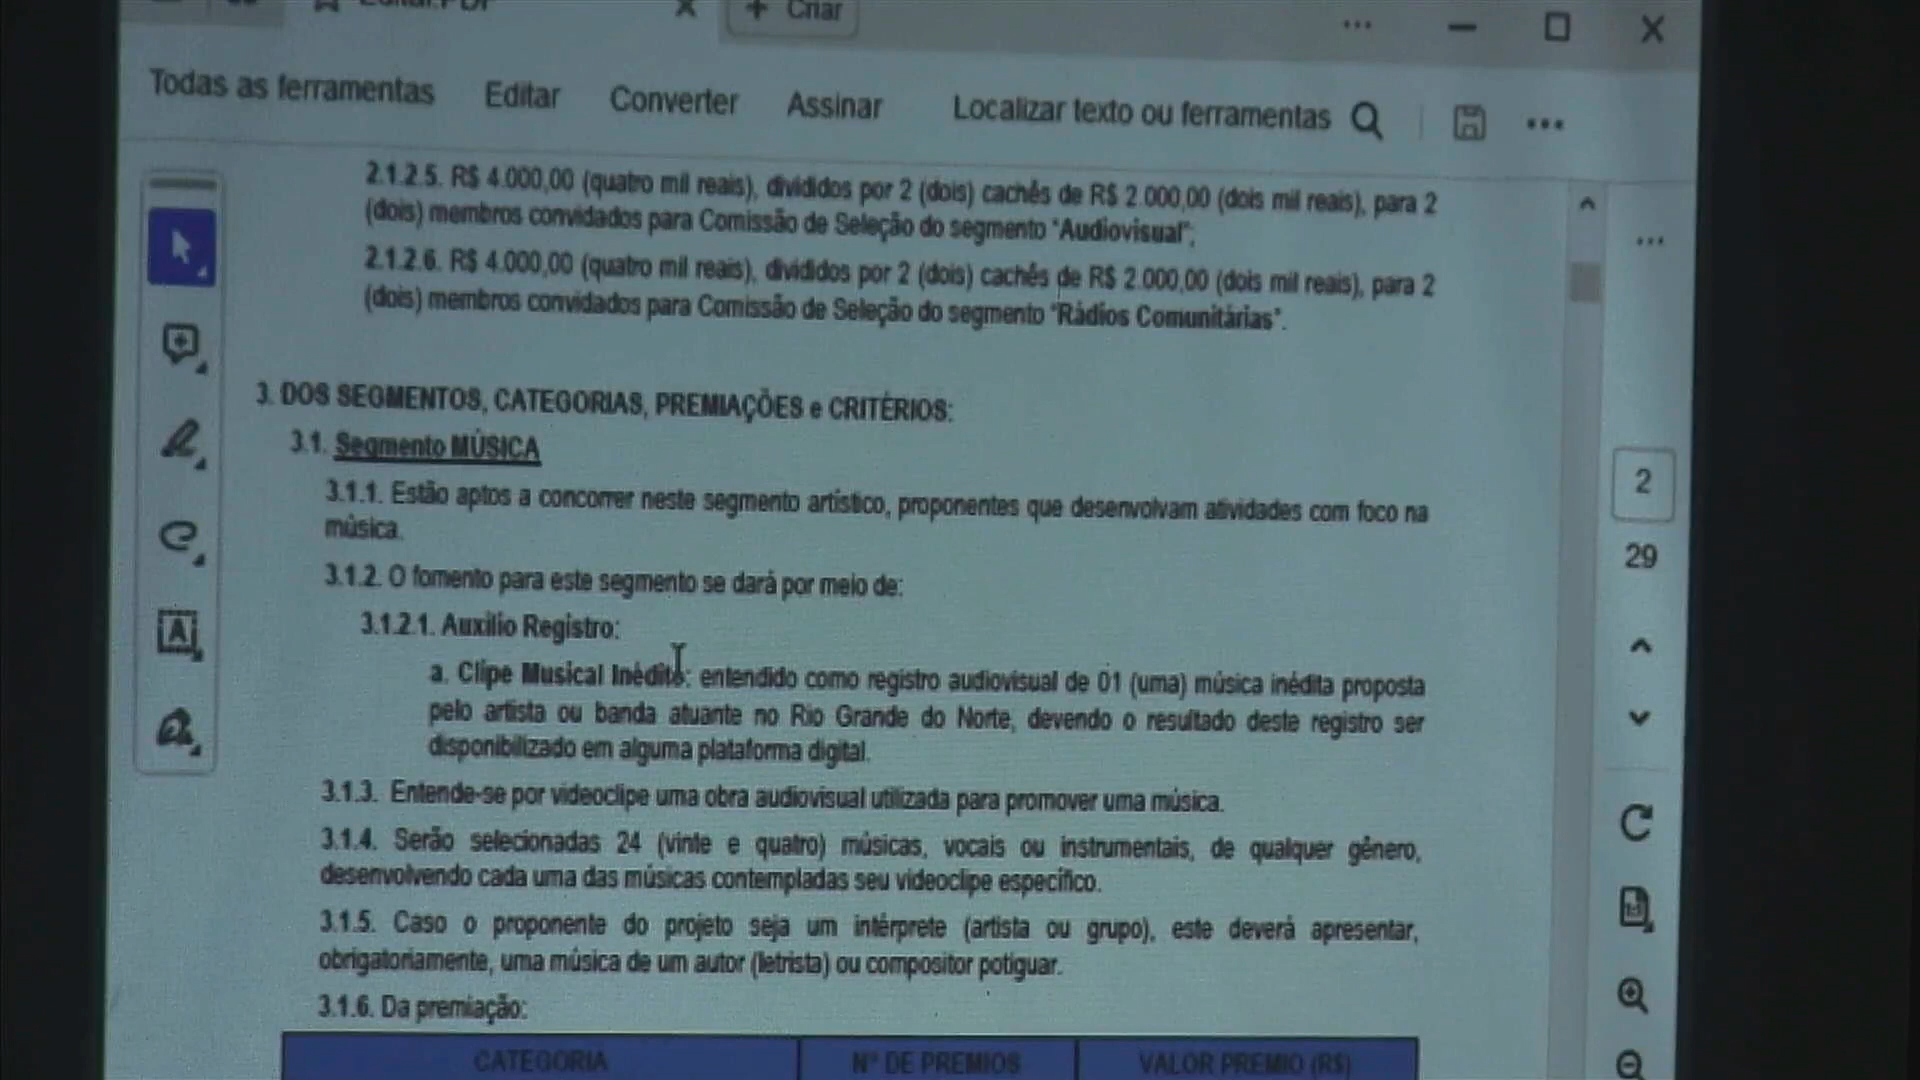 Edital.PDF
+ Criar
Todas as ferramentas Editar Converter Assinar Localizar texto ou ferramentas
2.1.2.5. R$ 4.000,00 (quatro mil reais), divididos por 2 (dois) cachês de R$ 2.000,00 (dois mil reais), para 2
(dois) membros convidados para Comissão de Seleção do segmento "Audiovisual";
2.1.2.6. R$ 4.000,00 (quatro mil reais), divididos por 2 (dois) cachês de R$ 2.000,00 (dois mil reais), para 2
(dois) membros convidados para Comissão de Seleção do segmento "Rádios Comunitárias".
3. DOS SEGMENTOS, CATEGORIAS, PREMIAÇÕES e CRITÉRIOS:
3.1. Segmento MÚSICA
3.1.1. Estão aptos a concorrer neste segmento artístico, proponentes que desenvolvam atividades com foco na
música.
3.1.2. O fomento para este segmento se dará por meio de:
3.1.2.1. Auxílio Registro:
a. Clipe Musical Inédito: entendido como registro audiovisual de 01 (uma) música inédita proposta
pelo artista ou banda atuante no Rio Grande do Norte, devendo o resultado deste registro ser
disponibilizado em alguma plataforma digital.
3.1.3. Entende-se por videoclipe uma obra audiovisual utilizada para promover uma música.
3.1.4. Serão selecionadas 24 (vinte e quatro) músicas, vocais ou instrumentais, de qualquer gênero,
desenvolvendo cada uma das músicas contempladas seu videoclipe específico.
3.1.5. Caso o proponente do projeto seja um intérprete (artista ou grupo), este deverá apresentar,
obrigatoriamente, uma música de um autor (letrista) ou compositor potiguar.
3.1.6. Da premiação:
CATEGORIA Nº DE PREMIOS VALOR PREMIO (R$)
2
29